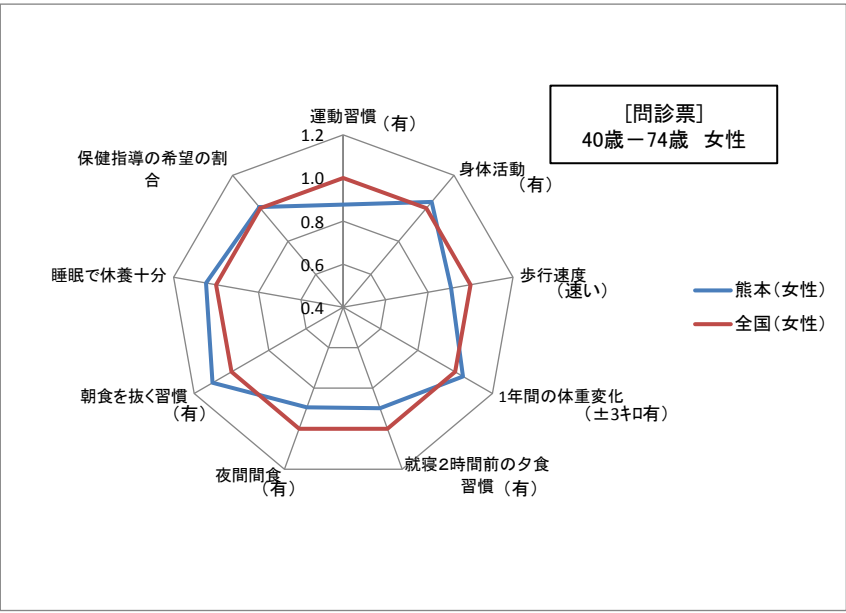 [問診票]
40歳－74歳　女性
運動習慣（有）
1.2
1.0
0.8
0.6
0.4
身体活動
（有）
歩行速度
（速い）
1年間の体重変化
（±3ｷﾛ有）
就寝２時間前の夕食
習慣（有）
夜間間食
（有）
朝食を抜く習慣
（有）
睡眠で休養十分
保健指導の希望の割
合
熊本（女性）
全国（女性）